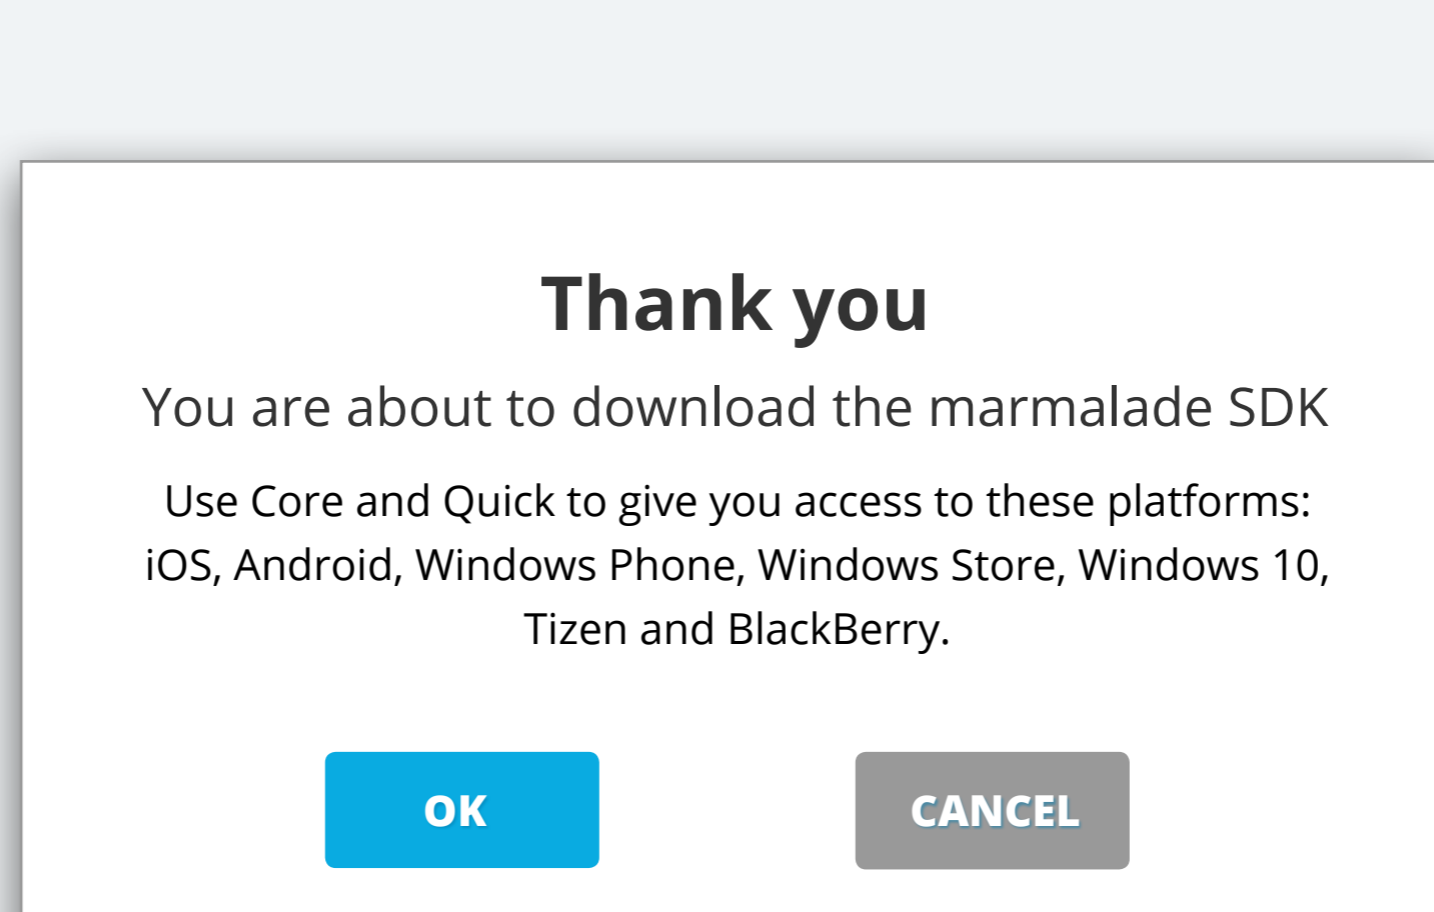 Thank you
You are about to download the marmalade SDK
Use Core and Quick to give you access to these platforms:
iOS, Android, Windows Phone, Windows Store, Windows 10,
Tizen and BlackBerry.
OK
CANCEL